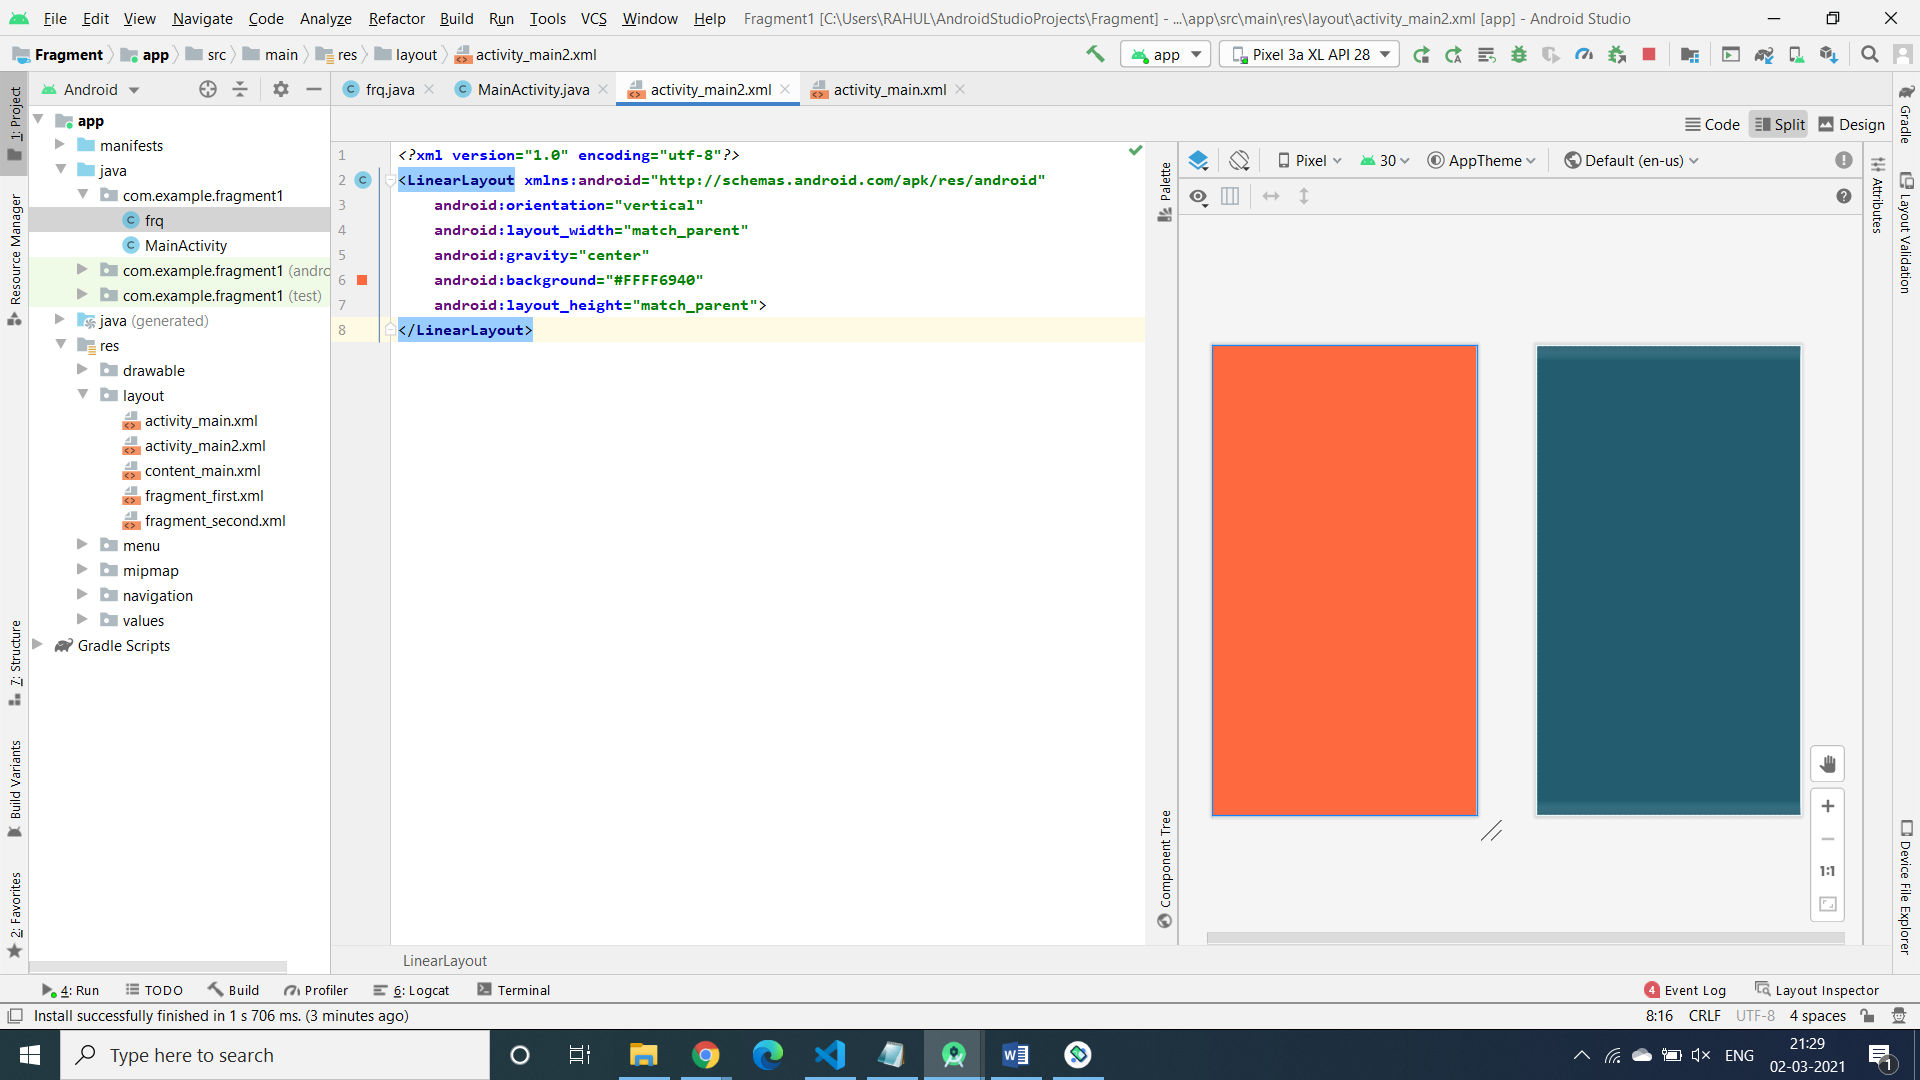 File Edit View Navigate Code Analyze Refactor Build Run Tools VCS Window Help Fragment1 [C:\Users\RAHUL\AndroidStudioProjects\Fragment] - ...\app\src\main\res\layout\activity_main2.xml [app] - Android Studio
Fragment app src main res layout activity_main2.xml app Pixel 3a XL API 28
Android frq.java MainActivity.java activity_main2.xml activity_main.xml
Code Split Design
1: Project
Resource Manager
7: Structure
Build Variants
2: Favorites
app
manifests
java
com.example.fragment1
frq
MainActivity
com.example.fragment1 (andro
com.example.fragment1 (test)
java (generated)
res
drawable
layout
activity_main.xml
activity_main2.xml
content_main.xml
fragment_first.xml
fragment_second.xml
menu
mipmap
navigation
values
Gradle Scripts
1 <?xml version="1.0" encoding="utf-8"?>
2 <LinearLayout xmlns:android="http://schemas.android.com/apk/res/android"
3 android:orientation="vertical"
4 android:layout_width="match_parent"
5 android:gravity="center"
6 android:background="#FFFF6940"
7 android:layout_height="match_parent">
8 </LinearLayout>
LinearLayout
Palette
Component Tree
Pixel 30 AppTheme Default (en-us)
1:1
Attributes
Gradle
Layout Validation
Device File Explorer
4: Run TODO Build Profiler 6: Logcat Terminal 4 Event Log Layout Inspector
Install successfully finished in 1 s 706 ms. (3 minutes ago) 8:16 CRLF UTF-8 4 spaces
Type here to search ENG 21:29
02-03-2021
1